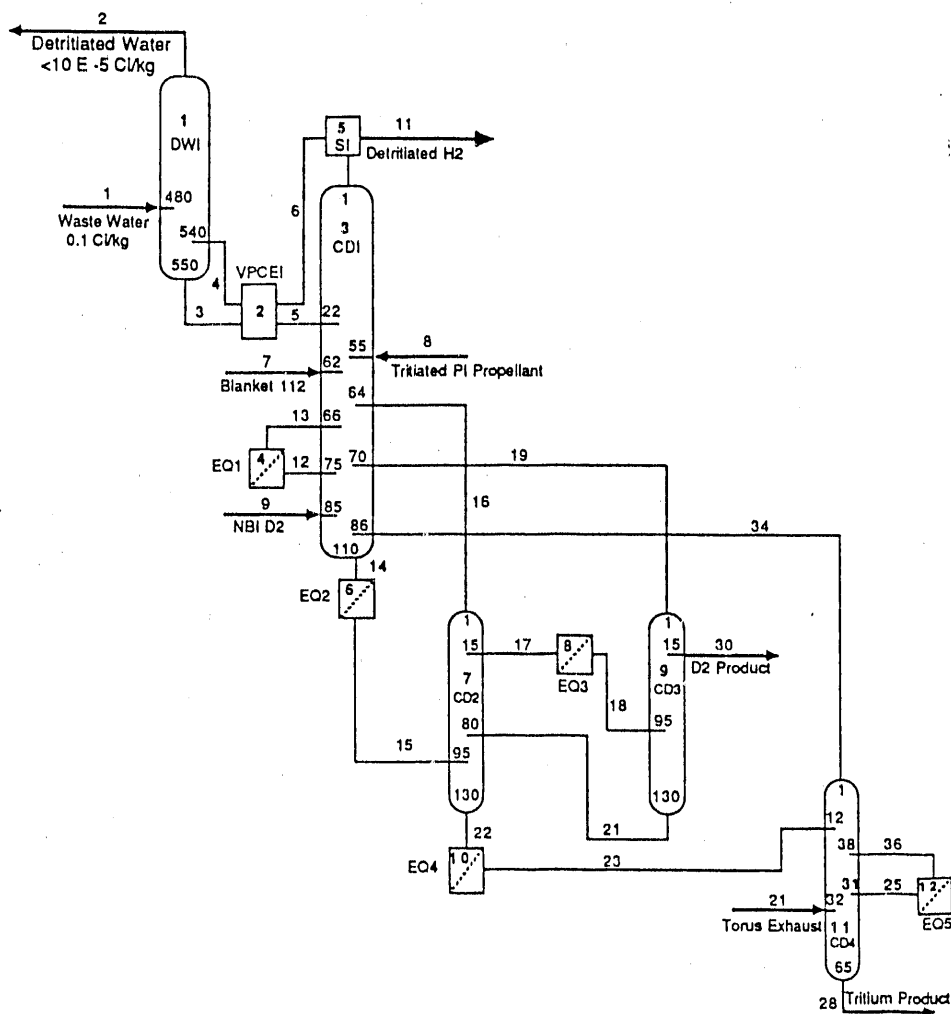 2
Detritiated Water
<10 E -5 Ci/kg
1
DWI
1
Waste Water
0.1 Ci/kg
480
540
550
3
4
VPCEI
2
5
6
5
SI
11
Detritiated H2
1
3
CDI
22
55
8
Tritiated PI Propellant
7
Blanket 112
62
64
13
66
EQ1
4
12
75
70
19
16
9
NBI D2
85
86
34
110
14
EQ2
6
15
1
15
17
8
EQ3
18
7
CD2
80
95
130
1
15
30
D2 Product
9
CD3
95
130
21
22
EQ4
10
23
1
12
38
36
31
25
12
EQ5
21
Torus Exhaust
32
11
CD4
65
28
Tritium Product